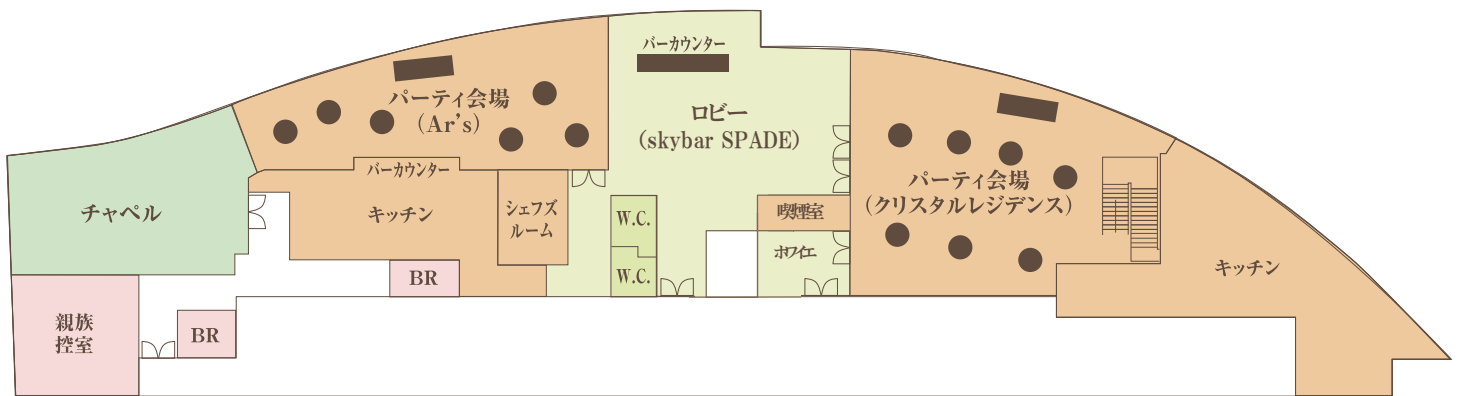 バーカウンター
パーティ会場
（Ar's）
ロビー
（skybar SPADE）
バーカウンター
パーティ会場
（クリスタルレジデンス）
チャペル
キッチン
シェフズ
ルーム
W.C.
喫煙室
ホワイエ
W.C.
BR
キッチン
親族
控室
BR